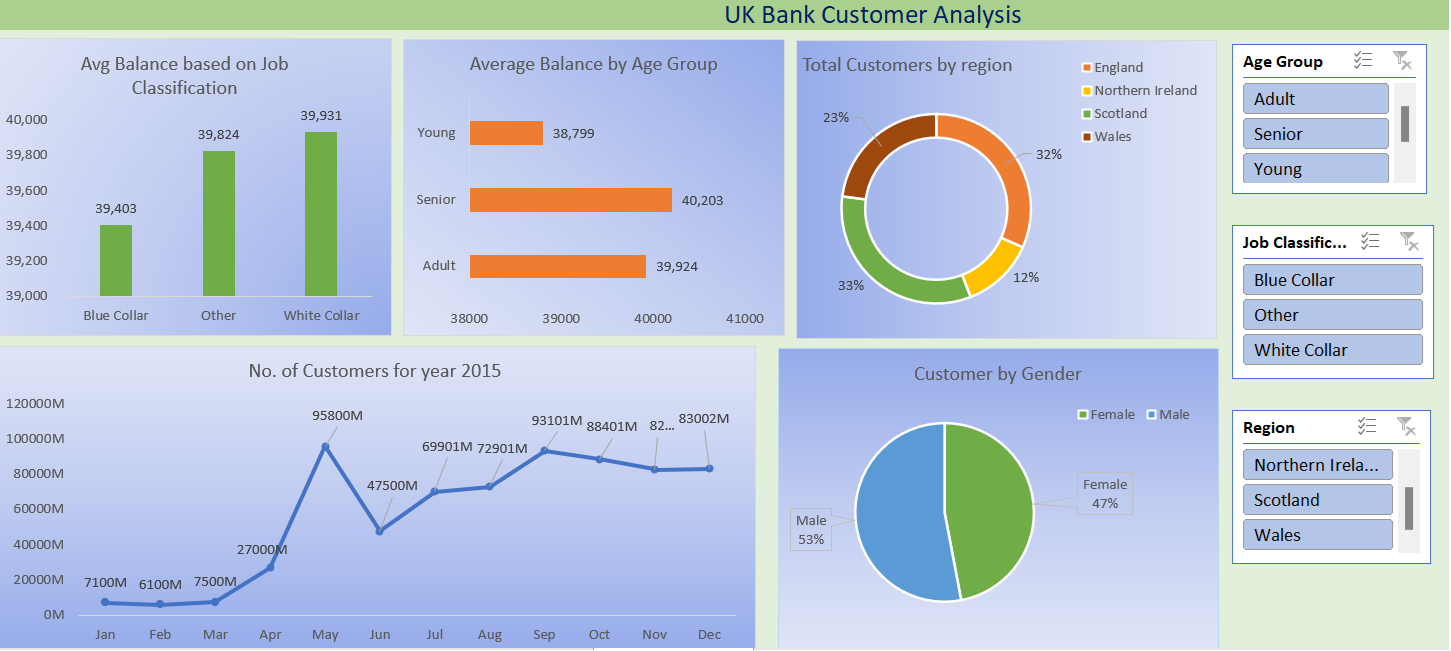 UK Bank Customer Analysis
Avg Balance based on Job
Classification
40,000
39,800
39,600
39,400
39,200
39,000
39,403
39,824
39,931
Blue Collar
Other
White Collar
Average Balance by Age Group
Young
38,799
Senior
40,203
Adult
39,924
38000
39000
40000
41000
Total Customers by region
England
Northern Ireland
Scotland
Wales
23%
32%
33%
12%
Age Group
Adult
Senior
Young
Job Classific...
Blue Collar
Other
White Collar
Region
Northern Irela...
Scotland
Wales
No. of Customers for year 2015
120000M
100000M
80000M
60000M
40000M
20000M
0M
7100M
6100M
7500M
27000M
95800M
47500M
69901M
72901M
93101M
88401M
82...
83002M
Jan
Feb
Mar
Apr
May
Jun
Jul
Aug
Sep
Oct
Nov
Dec
Customer by Gender
Female
Male
Female
47%
Male
53%